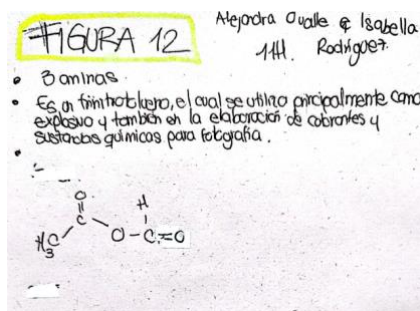 FIGURA 12
Alejandra Ovalle & Isabella
11H. Rodríguez.
• 3 aminas.
• Es un trinitrotolueno, el cual se utiliza principalmente como
explosivo y también en la elaboración de colorantes y
sustancias químicas para fotografía.
O
C
H
H3C
O-C=O